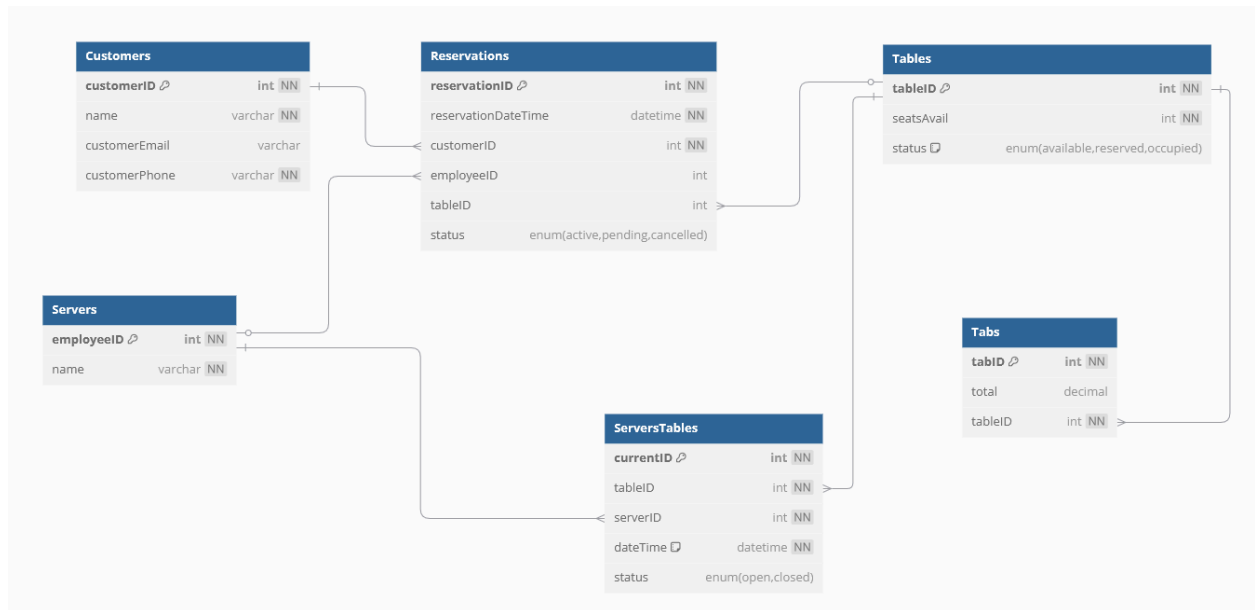 Customers
customerID int NN
name varchar NN
customerEmail varchar
customerPhone varchar NN
Reservations
reservationID int NN
reservationDateTime datetime NN
customerID int NN
employeeID int
tableID int
status enum(active,pending,cancelled)
Tables
tableID int NN
seatsAvail int NN
status enum(available,reserved,occupied)
Servers
employeeID int NN
name varchar NN
Tabs
tabID int NN
total decimal
tableID int NN
ServersTables
currentID int NN
tableID int NN
serverID int NN
dateTime datetime NN
status enum(open,closed)